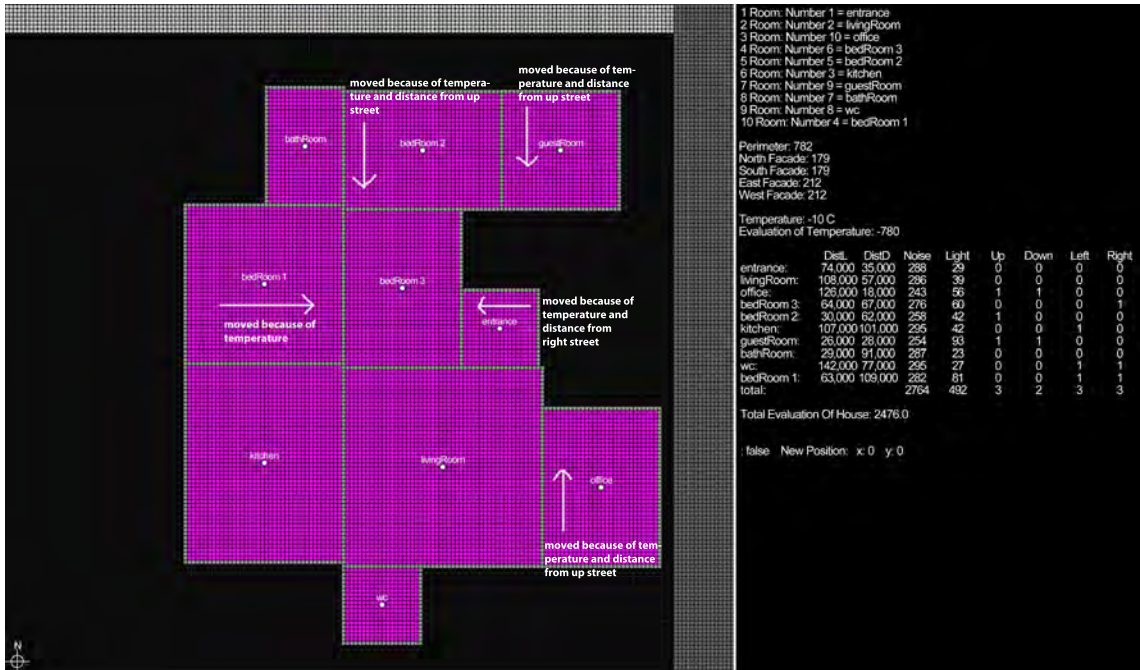 moved because of tempera-
ture and distance from up
street
moved because of tem-
perature and distance
from up street
bathRoom
bedRoom 2
guestRoom
bedRoom 1
bedRoom 3
moved because of
temperature
entrance
moved because of
temperature and
distance from
right street
kitchen
livingRoom
office
moved because of tem-
perature and distance
from up street
wc
N
1 Room: Number 1 = entrance
2 Room: Number 2 = livingRoom
3 Room: Number 10 = office
4 Room: Number 6 = bedRoom 3
5 Room: Number 5 = bedRoom 2
6 Room: Number 3 = kitchen
7 Room: Number 9 = guestRoom
8 Room: Number 7 = bathRoom
9 Room: Number 8 = wc
10 Room: Number 4 = bedRoom 1
Perimeter: 782
North Facade: 179
South Facade: 179
East Facade: 212
West Facade: 212
Temperature: -10 C
Evaluation of Temperature: -780
DistL DistD Noise Light Up Down Left Right
entrance: 74,000 35,000 288 29 0 0 0 0
livingRoom: 108,000 57,000 286 39 0 0 0 0
office: 126,000 18,000 243 56 1 1 0 0
bedRoom 3: 64,000 67,000 276 60 0 0 0 1
bedRoom 2: 30,000 62,000 258 42 1 0 0 0
kitchen: 107,000 101,000 295 42 0 0 1 0
guestRoom: 26,000 28,000 254 93 1 1 0 0
bathRoom: 29,000 91,000 287 23 0 0 0 0
wc: 142,000 77,000 295 27 0 0 1 1
bedRoom 1: 63,000 109,000 282 81 0 0 1 1
total: 2764 492 3 2 3 3
Total Evaluation Of House: 2476.0
: false New Position: x: 0 y: 0